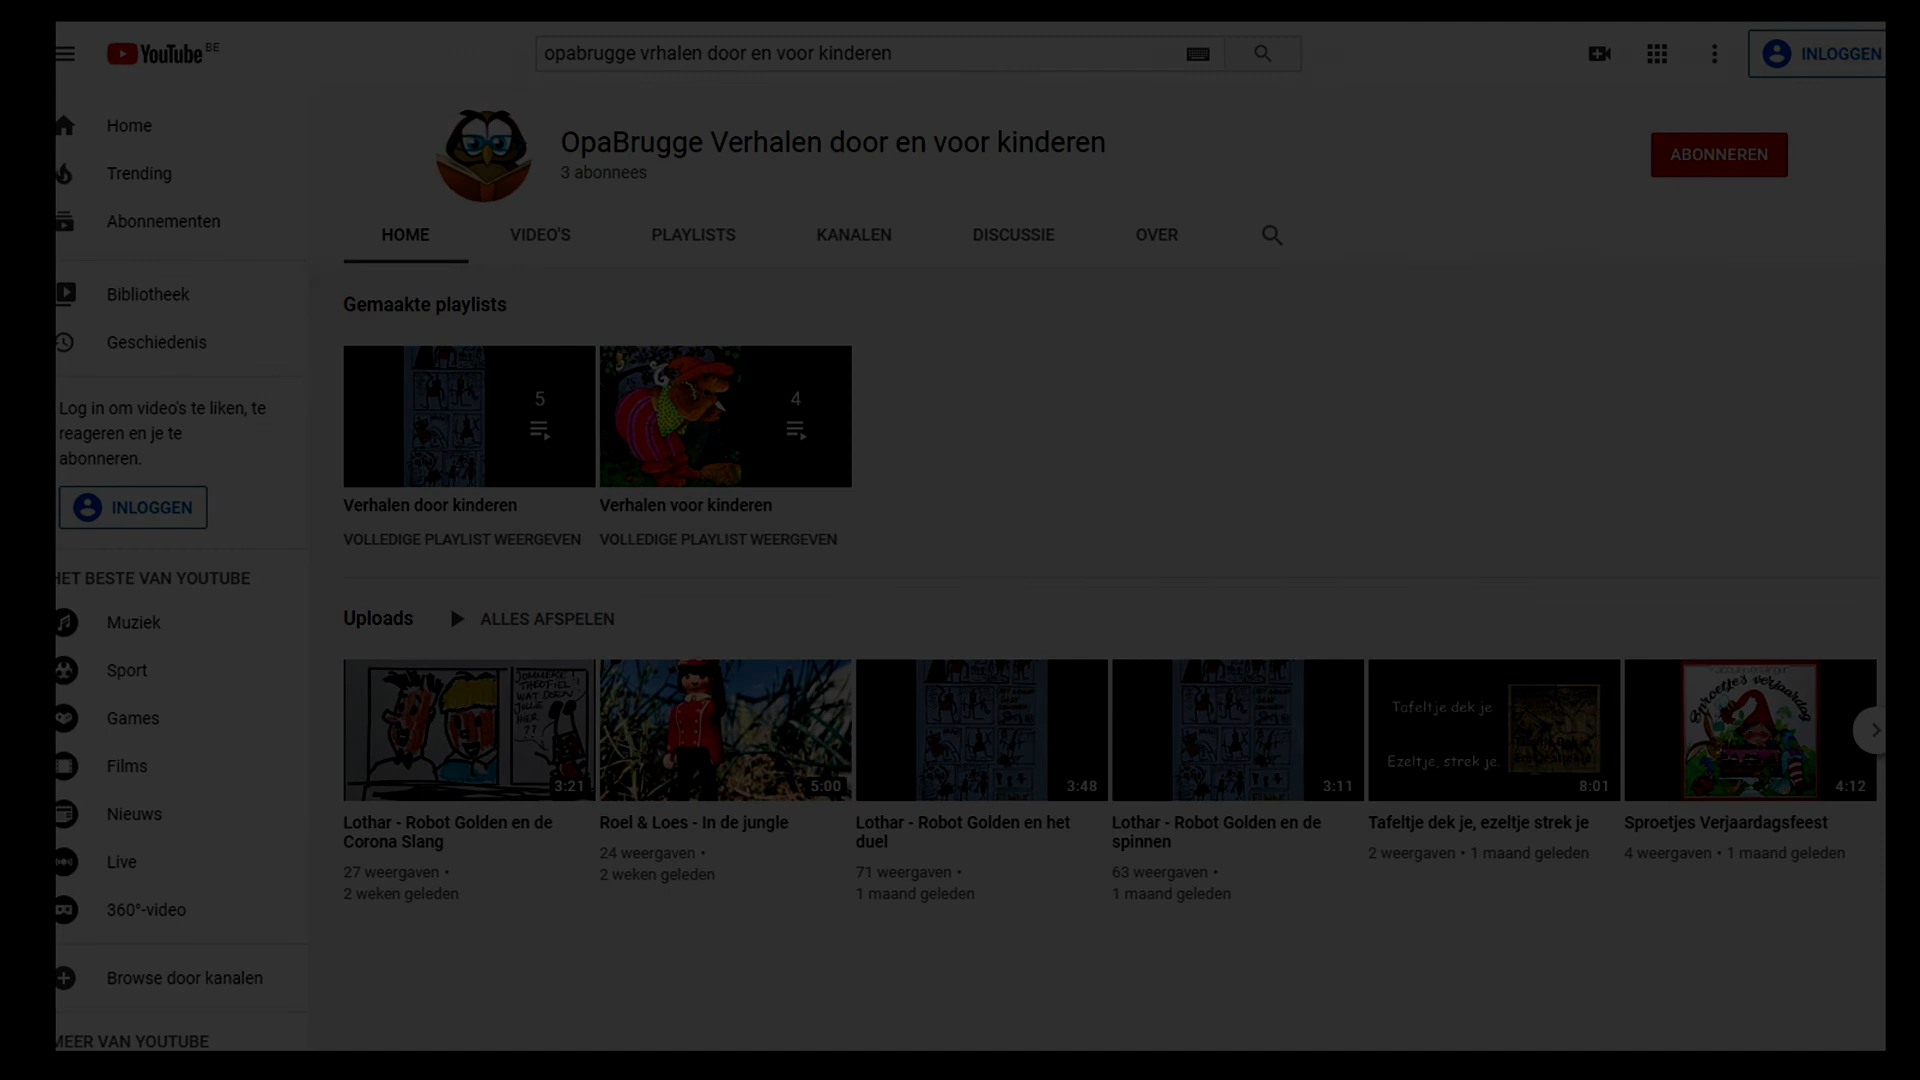 YouTube BE
opabrugge vrhalen door en voor kinderen
INLOGGEN
Home
Trending
Abonnementen
Bibliotheek
Geschiedenis
Log in om video's te liken, te
reageren en je te
abonneren.
INLOGGEN
HET BESTE VAN YOUTUBE
Muziek
Sport
Games
Films
Nieuws
Live
360°-video
Browse door kanalen
MEER VAN YOUTUBE
OpaBrugge Verhalen door en voor kinderen
3 abonnees
ABONNEREN
HOME VIDEO'S PLAYLISTS KANALEN DISCUSSIE OVER
Gemaakte playlists
5
Verhalen door kinderen
VOLLEDIGE PLAYLIST WEERGEVEN
4
Verhalen voor kinderen
VOLLEDIGE PLAYLIST WEERGEVEN
Uploads ALLES AFSPELEN
JOMMEKE!
THEOFIEL
WAT DOEN
JULLIE
HIER
??
3:21
Lothar - Robot Golden en de
Corona Slang
27 weergaven •
2 weken geleden
5:00
Roel & Loes - In de jungle
24 weergaven •
2 weken geleden
3:48
Lothar - Robot Golden en het
duel
71 weergaven •
1 maand geleden
3:11
Lothar - Robot Golden en de
spinnen
63 weergaven •
1 maand geleden
Tafeltje dek je
Ezeltje, strek je
8:01
Tafeltje dek je, ezeltje strek je
2 weergaven • 1 maand geleden
Sproetjes verjaardag
4:12
Sproetjes Verjaardagsfeest
4 weergaven • 1 maand geleden